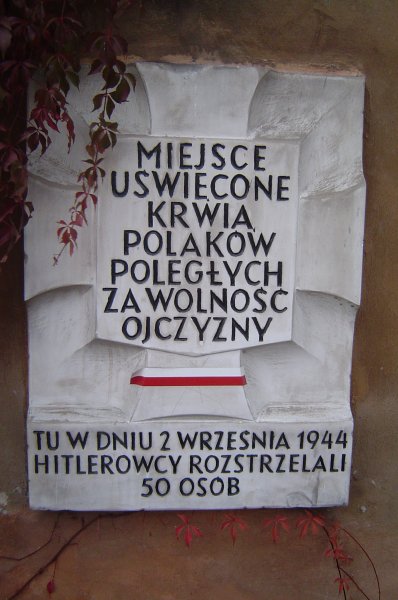 MIEJSCE
UŚWIĘCONE
KRWIĄ
POLAKÓW
POLEGŁYCH
ZA WOLNOŚĆ
OJCZYZNY
TU W DNIU 2 WRZEŚNIA 1944
HITLEROWCY ROZSTRZELALI
50 OSÓB